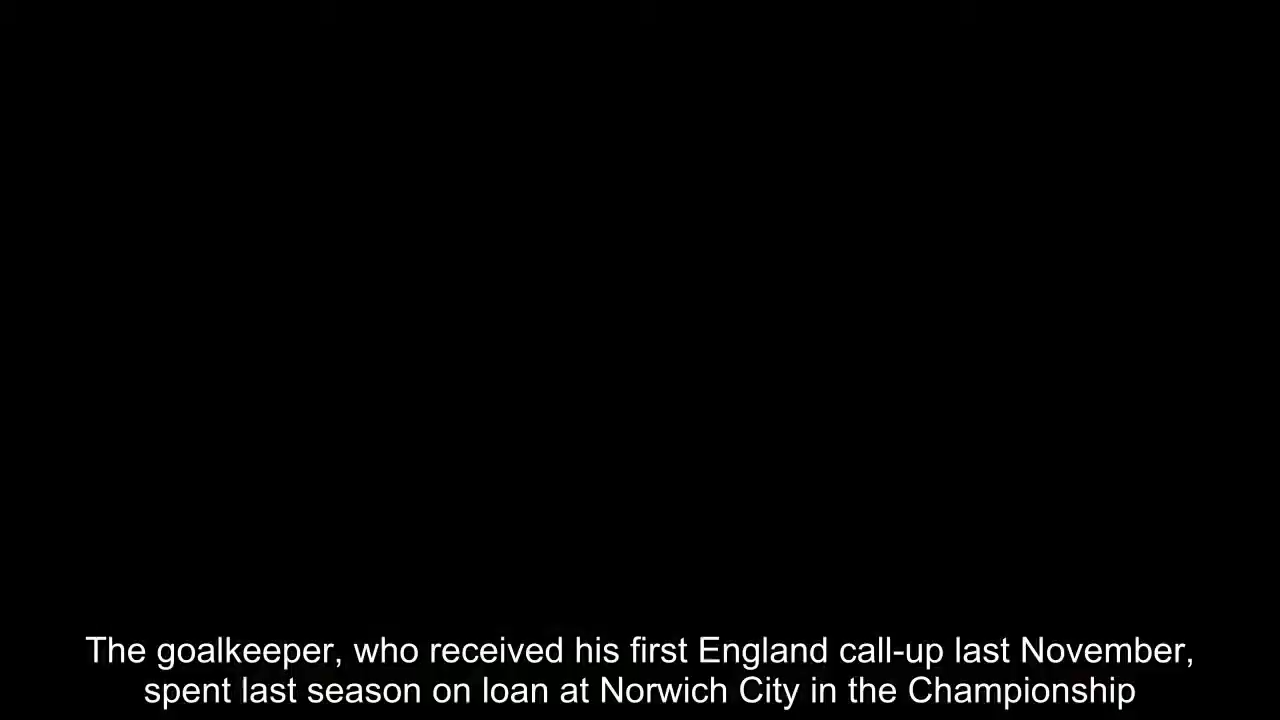 The goalkeeper, who received his first England call-up last November,
spent last season on loan at Norwich City in the Championship